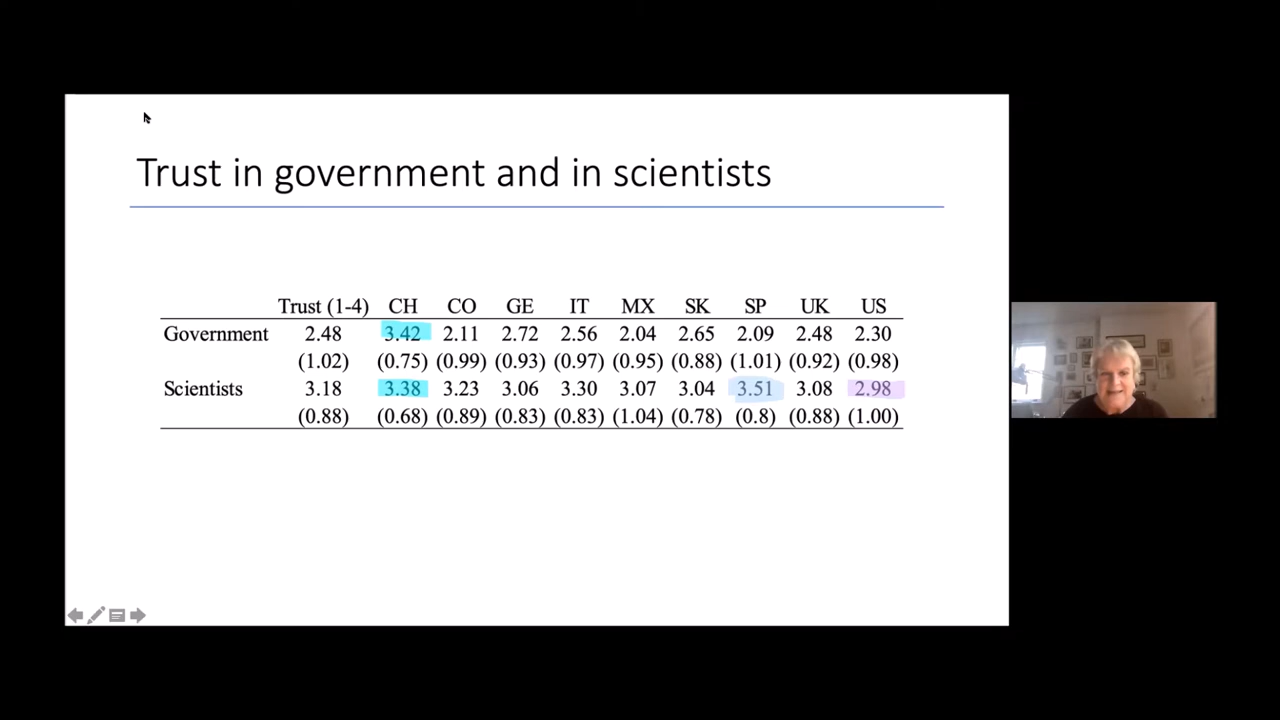 Trust in government and in scientists
Trust (1-4) CH CO GE IT MX SK SP UK US
Government 2.48 3.42 2.11 2.72 2.56 2.04 2.65 2.09 2.48 2.30
(1.02) (0.75) (0.99) (0.93) (0.97) (0.95) (0.88) (1.01) (0.92) (0.98)
Scientists 3.18 3.38 3.23 3.06 3.30 3.07 3.04 3.51 3.08 2.98
(0.88) (0.68) (0.89) (0.83) (0.83) (1.04) (0.78) (0.8) (0.88) (1.00)